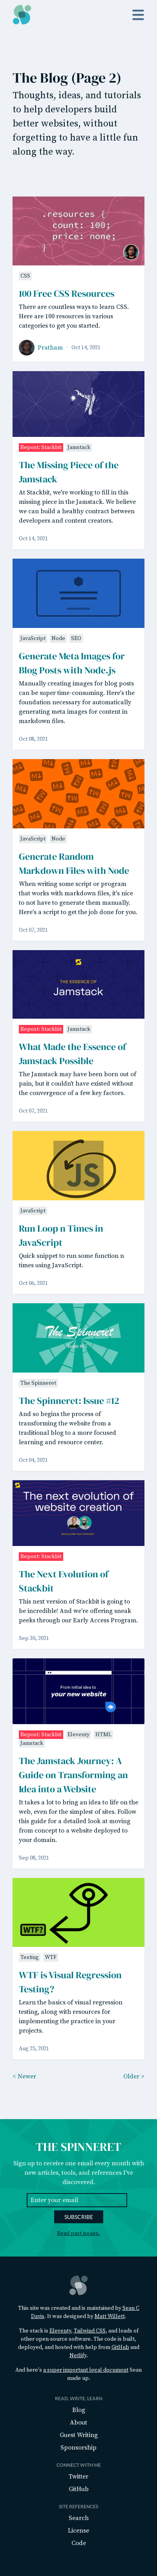 The Blog (Page 2)
Thoughts, ideas, and tutorials
to help help developers build
better websites, without
forgetting to have a little fun
along the way.
.resources {
count: 100;
price: none;
CSS
100 Free CSS Resources
There are countless ways to learn CSS.
Here are 100 resources in various
categories to get you started.
Pratham · Oct 14, 2021
Repost: Stackbit Jamstack
The Missing Piece of the
Jamstack
At Stackbit, we're working to fill in this
missing piece in the Jamstack. We believe
we can build a healthy connection between
developers and content creators.
Oct 14, 2021
JavaScript Node SEO
Generate Meta Images for
Blog Posts with Node.js
Manually creating images for blog posts
can be super time consuming. Here's the
foundation necessary for automatically
generating meta images for content in
markdown files.
Oct 08, 2021
JavaScript Node
Generate Random
Markdown Files with Node
When writing some script or program
that works with markdown files, it's nice
to not have to generate them manually.
Here's a script to get the job done for you.
Oct 07, 2021
THE ESSENCE OF
Jamstack
Repost: Stackbit Jamstack
What Made the Essence of
Jamstack Possible
The Jamstack may have been born out of
pain, but it couldn't have existed without
the convergence of a few key factors.
Oct 07, 2021
JS
JavaScript
Run Loop n Times in
JavaScript
Quick snippet to run some function n
times using JavaScript.
Oct 06, 2021
The Spinneret
The Spinneret
The Spinneret: Issue #12
And so begins the process of
transforming the website from a
traditional blog to a more focused
learning and resource center.
Oct 04, 2021
The next evolution of
website creation
Repost: Stackbit
The Next Evolution of
Stackbit
This next version of Stackbit is going to
be incredible! And we're offering sneak
peeks through our Early Access Program.
Sep 30, 2021
From initial idea to
your new website
Repost: Stackbit Eleventy HTML
Jamstack
The Jamstack Journey: A
Guide on Transforming an
Idea into a Website
It takes a lot to bring an idea to life on the
web, even for the simplest of sites. Follow
this guide for a detailed look at moving
from concept to a website deployed to
your domain.
Sep 08, 2021
WTF?
Testing WTF
WTF is Visual Regression
Testing?
Learn the basics of visual regression
testing, along with resources for
implementing the practice in your
projects.
Aug 25, 2021
< Newer Older >
THE SPINNERET
Sign up to receive one email every month with
new articles, tools, and references I've
discovered.
Enter your email
SUBSCRIBE
Read past issues.
This site was created and is maintained by Sean C
Davis. It was designed by Matt Willett.
This stack is Eleventy, Tailwind CSS, and loads of
other open-source software. The code is built,
deployed, and hosted with help from GitHub and
Netlify.
And here's a super important legal document Sean
made up.
READ, WRITE, LEARN
Blog
About
Guest Writing
Sponsorship
CONNECT WITH ME
Twitter
GitHub
SITE REFERENCES
Search
License
Code